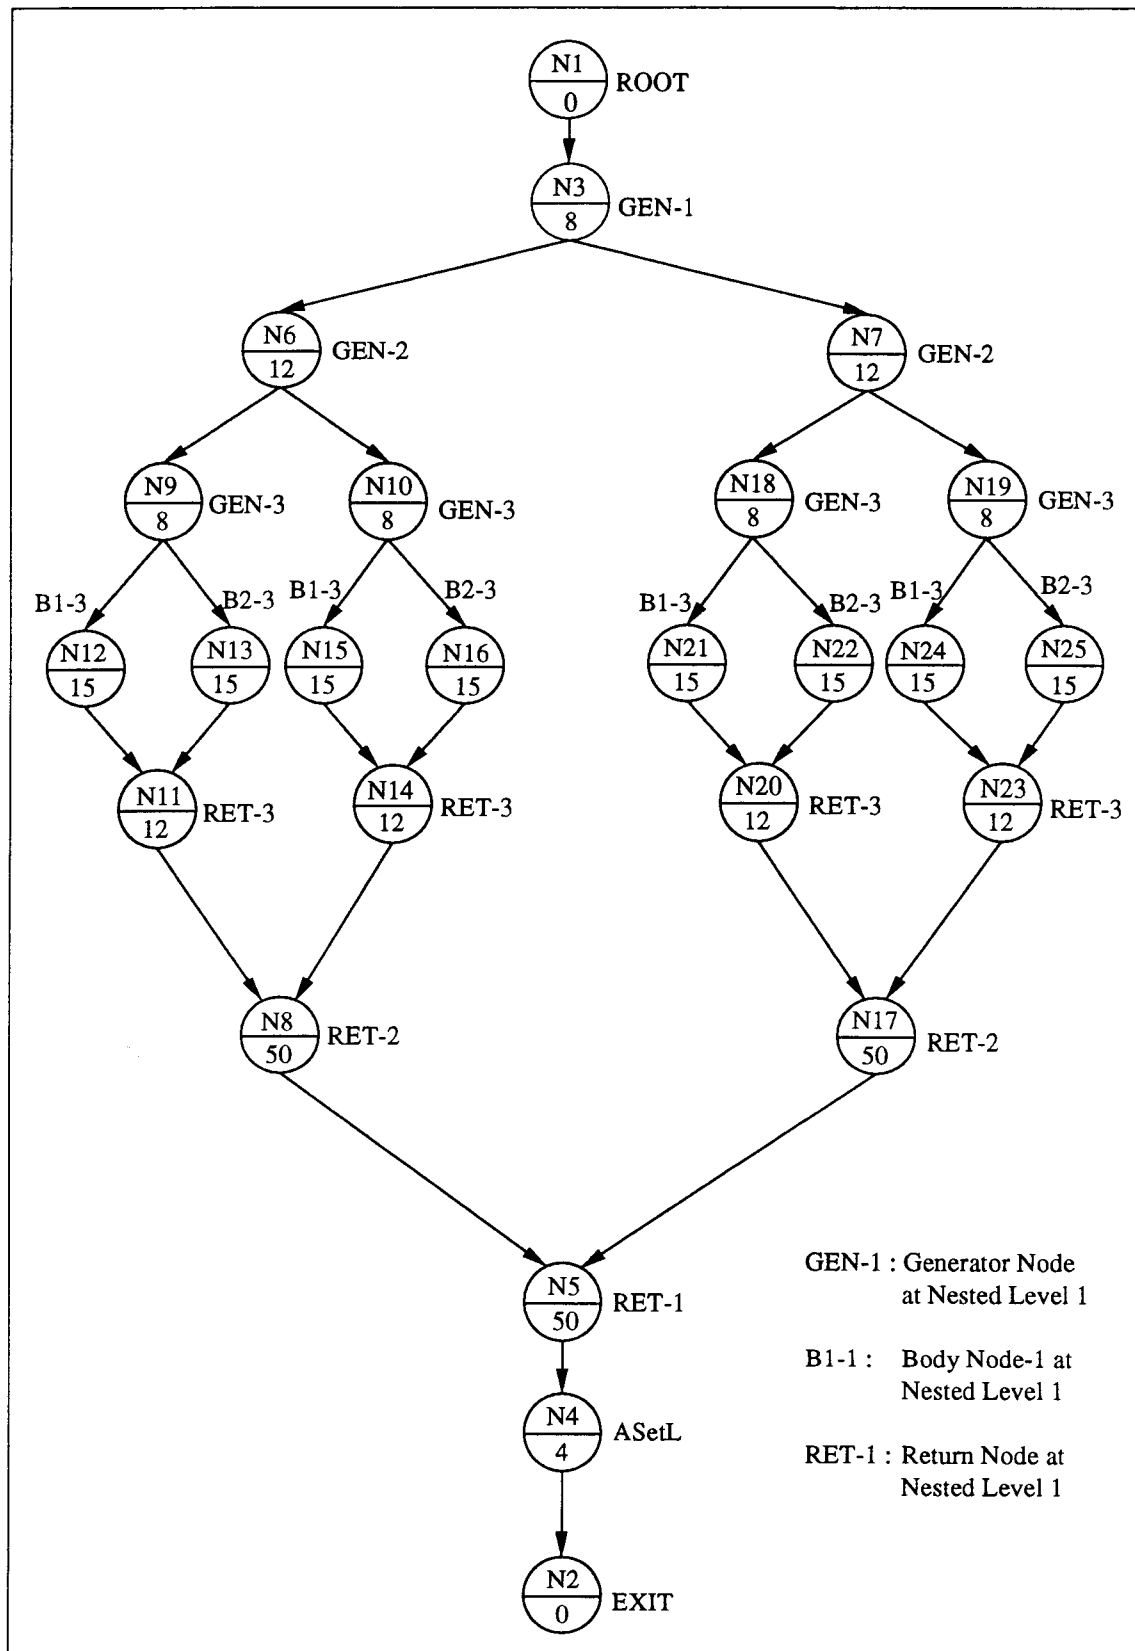 N1
0
ROOT
N3
8
GEN-1
N6
12
GEN-2
N7
12
GEN-2
N9
8
GEN-3
N10
8
GEN-3
N18
8
GEN-3
N19
8
GEN-3
B1-3
B2-3
B1-3
B2-3
B1-3
B2-3
B1-3
B2-3
N12
15
N13
15
N15
15
N16
15
N21
15
N22
15
N24
15
N25
15
N11
12
RET-3
N14
12
RET-3
N20
12
RET-3
N23
12
RET-3
N8
50
RET-2
N17
50
RET-2
N5
50
RET-1
N4
4
ASetL
N2
0
EXIT
GEN-1 : Generator Node
at Nested Level 1
B1-1 : Body Node-1 at
Nested Level 1
RET-1 : Return Node at
Nested Level 1